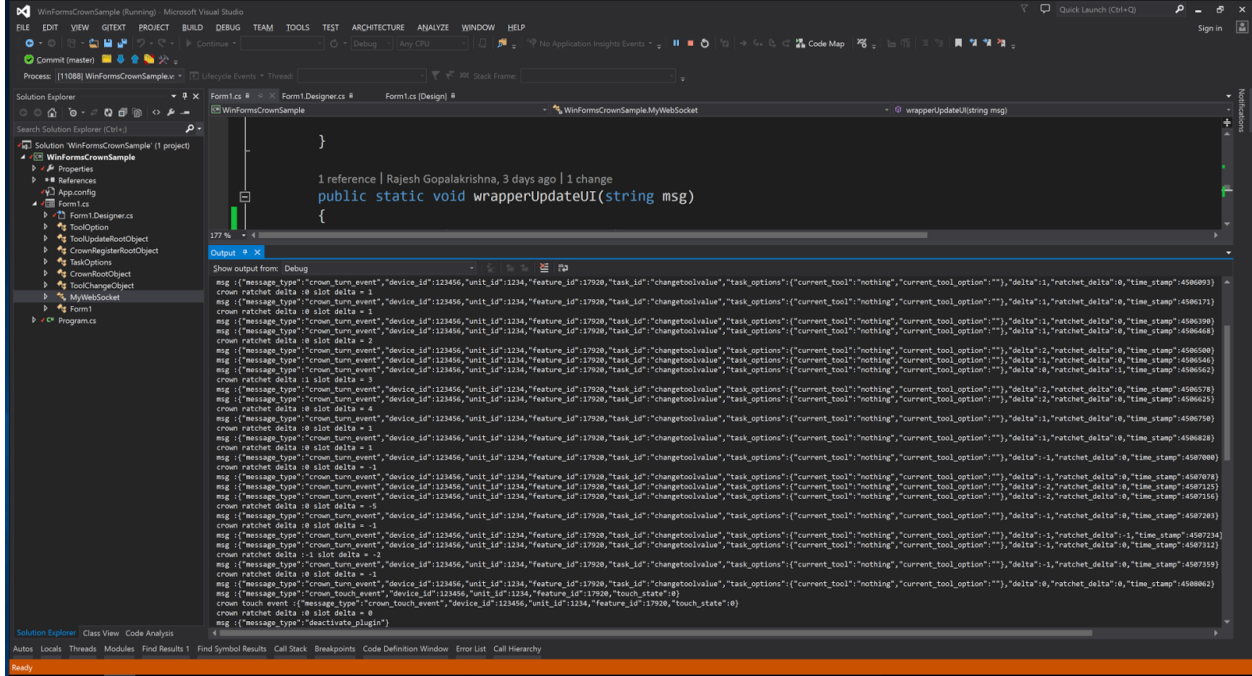 WinFormsCrownSample (Running) - Microsoft Visual Studio
Quick Launch (Ctrl+Q)
FILE EDIT VIEW GITEXT PROJECT BUILD DEBUG TEAM TOOLS TEST ARCHITECTURE ANALYZE WINDOW HELP
Sign in
Continue Debug Any CPU No Application Insights Events Code Map
Commit (master)
Process: [11088] WinFormsCrownSample.v Lifecycle Events Thread: Stack Frame:
Solution Explorer
Form1.cs Form1.Designer.cs Form1.cs [Design]
Notifications
WinFormsCrownSample WinFormsCrownSample.MyWebSocket wrapperUpdateUI(string msg)
Search Solution Explorer (Ctrl+;)
Solution 'WinFormsCrownSample' (1 project)
WinFormsCrownSample
Properties
References
App.config
Form1.cs
Form1.Designer.cs
ToolOption
ToolUpdateRootObject
CrownRegisterRootObject
TaskOptions
CrownRootObject
ToolChangeObject
MyWebSocket
Form1
Program.cs
}
1 reference | Rajesh Gopalakrishna, 3 days ago | 1 change
public static void wrapperUpdateUI(string msg)
{
177 %
Output
Show output from: Debug
msg :{"message_type":"crown_turn_event","device_id":123456,"unit_id":1234,"feature_id":17920,"task_id":"changetoolvalue","task_options":{"current_tool":"nothing","current_tool_option":""},"delta":1,"ratchet_delta":0,"time_stamp":4506093}
crown ratchet delta :0 slot delta = 1
msg :{"message_type":"crown_turn_event","device_id":123456,"unit_id":1234,"feature_id":17920,"task_id":"changetoolvalue","task_options":{"current_tool":"nothing","current_tool_option":""},"delta":1,"ratchet_delta":0,"time_stamp":4506171}
crown ratchet delta :0 slot delta = 1
msg :{"message_type":"crown_turn_event","device_id":123456,"unit_id":1234,"feature_id":17920,"task_id":"changetoolvalue","task_options":{"current_tool":"nothing","current_tool_option":""},"delta":1,"ratchet_delta":0,"time_stamp":4506390}
msg :{"message_type":"crown_turn_event","device_id":123456,"unit_id":1234,"feature_id":17920,"task_id":"changetoolvalue","task_options":{"current_tool":"nothing","current_tool_option":""},"delta":1,"ratchet_delta":0,"time_stamp":4506468}
crown ratchet delta :0 slot delta = 2
msg :{"message_type":"crown_turn_event","device_id":123456,"unit_id":1234,"feature_id":17920,"task_id":"changetoolvalue","task_options":{"current_tool":"nothing","current_tool_option":""},"delta":2,"ratchet_delta":0,"time_stamp":4506500}
msg :{"message_type":"crown_turn_event","device_id":123456,"unit_id":1234,"feature_id":17920,"task_id":"changetoolvalue","task_options":{"current_tool":"nothing","current_tool_option":""},"delta":1,"ratchet_delta":0,"time_stamp":4506546}
msg :{"message_type":"crown_turn_event","device_id":123456,"unit_id":1234,"feature_id":17920,"task_id":"changetoolvalue","task_options":{"current_tool":"nothing","current_tool_option":""},"delta":0,"ratchet_delta":1,"time_stamp":4506562}
crown ratchet delta :1 slot delta = 3
msg :{"message_type":"crown_turn_event","device_id":123456,"unit_id":1234,"feature_id":17920,"task_id":"changetoolvalue","task_options":{"current_tool":"nothing","current_tool_option":""},"delta":2,"ratchet_delta":0,"time_stamp":4506578}
msg :{"message_type":"crown_turn_event","device_id":123456,"unit_id":1234,"feature_id":17920,"task_id":"changetoolvalue","task_options":{"current_tool":"nothing","current_tool_option":""},"delta":2,"ratchet_delta":0,"time_stamp":4506625}
crown ratchet delta :0 slot delta = 4
msg :{"message_type":"crown_turn_event","device_id":123456,"unit_id":1234,"feature_id":17920,"task_id":"changetoolvalue","task_options":{"current_tool":"nothing","current_tool_option":""},"delta":1,"ratchet_delta":0,"time_stamp":4506750}
crown ratchet delta :0 slot delta = 1
msg :{"message_type":"crown_turn_event","device_id":123456,"unit_id":1234,"feature_id":17920,"task_id":"changetoolvalue","task_options":{"current_tool":"nothing","current_tool_option":""},"delta":1,"ratchet_delta":0,"time_stamp":4506828}
crown ratchet delta :0 slot delta = 1
msg :{"message_type":"crown_turn_event","device_id":123456,"unit_id":1234,"feature_id":17920,"task_id":"changetoolvalue","task_options":{"current_tool":"nothing","current_tool_option":""},"delta":-1,"ratchet_delta":0,"time_stamp":4507000}
crown ratchet delta :0 slot delta = -1
msg :{"message_type":"crown_turn_event","device_id":123456,"unit_id":1234,"feature_id":17920,"task_id":"changetoolvalue","task_options":{"current_tool":"nothing","current_tool_option":""},"delta":-1,"ratchet_delta":0,"time_stamp":4507078}
msg :{"message_type":"crown_turn_event","device_id":123456,"unit_id":1234,"feature_id":17920,"task_id":"changetoolvalue","task_options":{"current_tool":"nothing","current_tool_option":""},"delta":-2,"ratchet_delta":0,"time_stamp":4507125}
msg :{"message_type":"crown_turn_event","device_id":123456,"unit_id":1234,"feature_id":17920,"task_id":"changetoolvalue","task_options":{"current_tool":"nothing","current_tool_option":""},"delta":-2,"ratchet_delta":0,"time_stamp":4507156}
crown ratchet delta :0 slot delta = -5
msg :{"message_type":"crown_turn_event","device_id":123456,"unit_id":1234,"feature_id":17920,"task_id":"changetoolvalue","task_options":{"current_tool":"nothing","current_tool_option":""},"delta":-1,"ratchet_delta":0,"time_stamp":4507203}
crown ratchet delta :0 slot delta = -1
msg :{"message_type":"crown_turn_event","device_id":123456,"unit_id":1234,"feature_id":17920,"task_id":"changetoolvalue","task_options":{"current_tool":"nothing","current_tool_option":""},"delta":-1,"ratchet_delta":-1,"time_stamp":4507234}
msg :{"message_type":"crown_turn_event","device_id":123456,"unit_id":1234,"feature_id":17920,"task_id":"changetoolvalue","task_options":{"current_tool":"nothing","current_tool_option":""},"delta":-1,"ratchet_delta":0,"time_stamp":4507312}
crown ratchet delta :-1 slot delta = -2
msg :{"message_type":"crown_turn_event","device_id":123456,"unit_id":1234,"feature_id":17920,"task_id":"changetoolvalue","task_options":{"current_tool":"nothing","current_tool_option":""},"delta":-1,"ratchet_delta":0,"time_stamp":4507359}
crown ratchet delta :0 slot delta = -1
msg :{"message_type":"crown_turn_event","device_id":123456,"unit_id":1234,"feature_id":17920,"task_id":"changetoolvalue","task_options":{"current_tool":"nothing","current_tool_option":""},"delta":0,"ratchet_delta":0,"time_stamp":4508062}
msg :{"message_type":"crown_touch_event","device_id":123456,"unit_id":1234,"feature_id":17920,"touch_state":0}
crown touch event :{"message_type":"crown_touch_event","device_id":123456,"unit_id":1234,"feature_id":17920,"touch_state":0}
crown ratchet delta :0 slot delta = 0
msg :{"message_type":"deactivate_plugin"}
Solution Explorer Class View Code Analysis
Autos Locals Threads Modules Find Results 1 Find Symbol Results Call Stack Breakpoints Code Definition Window Error List Call Hierarchy
Ready